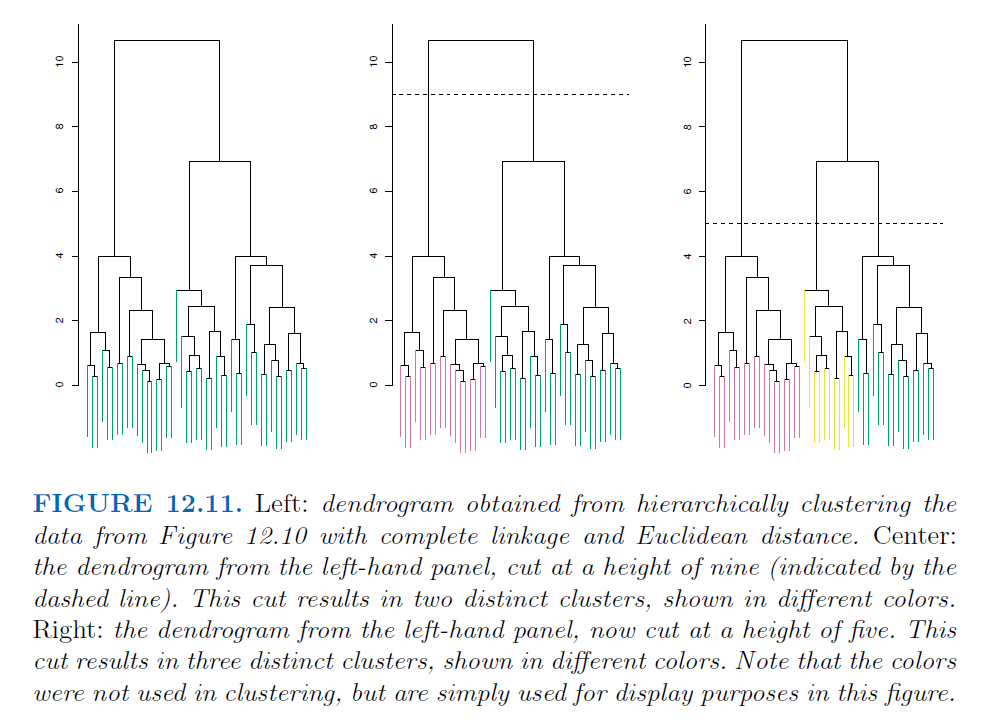 10
8
6
4
2
0
10
8
6
4
2
0
10
8
6
4
2
0
FIGURE 12.11. Left: dendrogram obtained from hierarchically clustering the
data from Figure 12.10 with complete linkage and Euclidean distance. Center:
the dendrogram from the left-hand panel, cut at a height of nine (indicated by the
dashed line). This cut results in two distinct clusters, shown in different colors.
Right: the dendrogram from the left-hand panel, now cut at a height of five. This
cut results in three distinct clusters, shown in different colors. Note that the colors
were not used in clustering, but are simply used for display purposes in this figure.